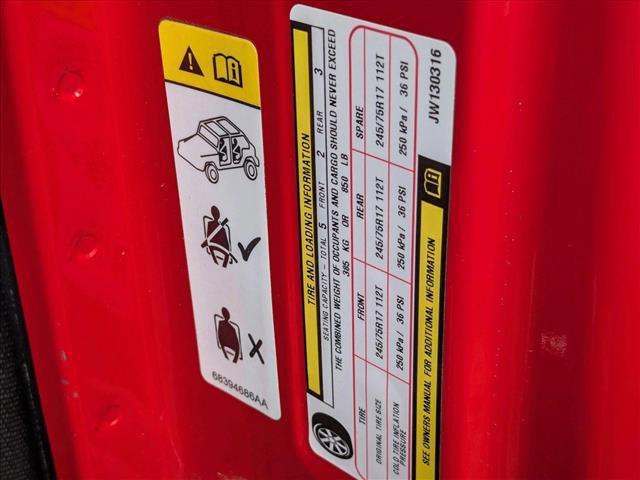 68394686AA
TIRE AND LOADING INFORMATION
SEATING CAPACITY - TOTAL 5 FRONT 2 REAR 3
THE COMBINED WEIGHT OF OCCUPANTS AND CARGO SHOULD NEVER EXCEED
385 KG OR 850 LB
TIRE FRONT REAR SPARE
ORIGINAL TIRE SIZE 245/75R17 112T 245/75R17 112T 245/75R17 112T
COLD TIRE INFLATION PRESSURE 250 kPa / 36 PSI 250 kPa / 36 PSI 250 kPa / 36 PSI
SEE OWNERS MANUAL FOR ADDITIONAL INFORMATION
JW130316